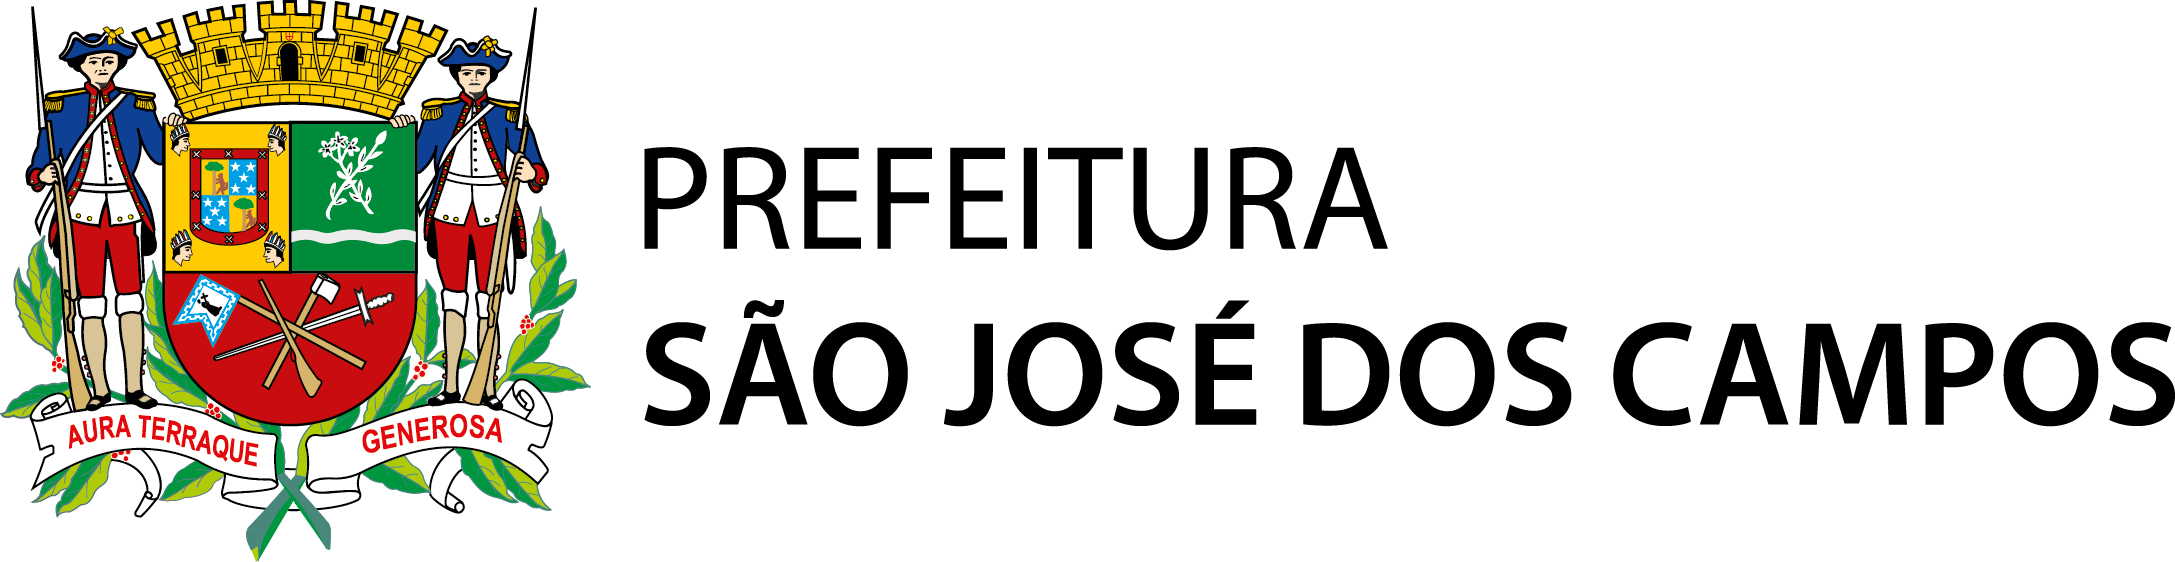 PREFEITURA
SÃO JOSÉ DOS CAMPOS
AURA TERRAQUE GENEROSA